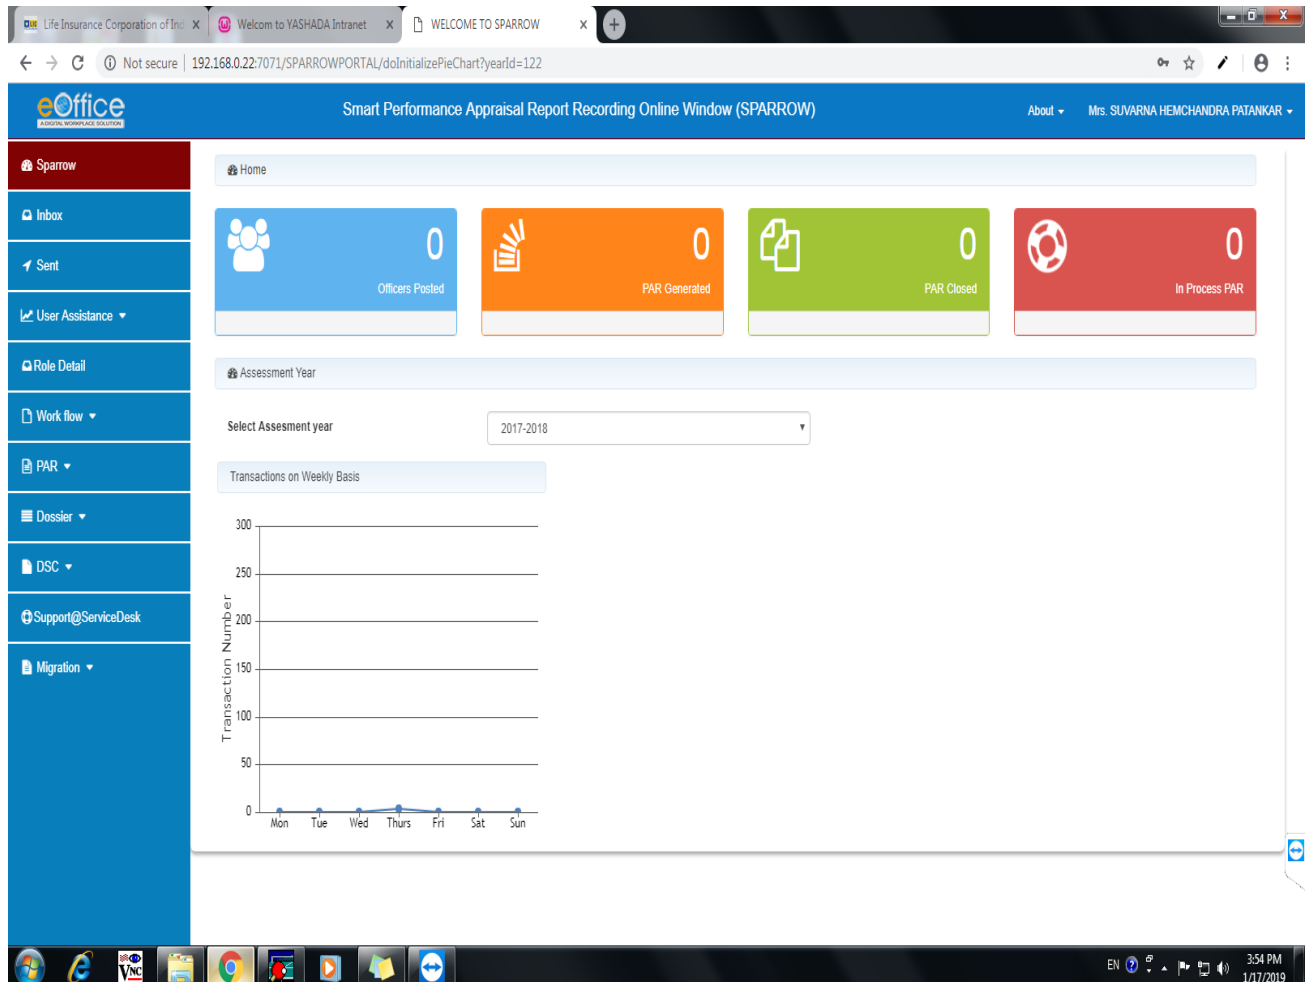 Life Insurance Corporation of Ind
Welcom to YASHADA Intranet
WELCOME TO SPARROW
Not secure | 192.168.0.22:7071/SPARROWPORTAL/doInitializePieChart?yearId=122
eOffice
A DIGITAL WORKPLACE SOLUTION
Smart Performance Appraisal Report Recording Online Window (SPARROW)
About
Mrs. SUVARNA HEMCHANDRA PATANKAR
Sparrow
Inbox
Sent
User Assistance
Role Detail
Work flow
PAR
Dossier
DSC
Support@ServiceDesk
Migration
Home
0
Officers Posted
0
PAR Generated
0
PAR Closed
0
In Process PAR
Assessment Year
Select Assesment year
2017-2018
Transactions on Weekly Basis
Transaction Number
300
250
200
150
100
50
0
Mon Tue Wed Thurs Fri Sat Sun
VNC
EN
3:54 PM
1/17/2019